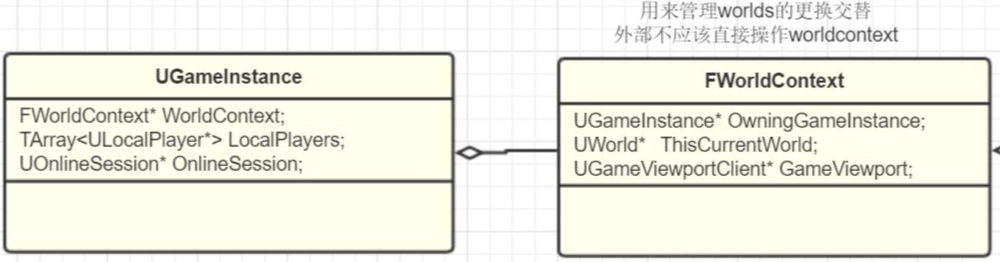 用来管理worlds的更换交替
外部不应该直接操作worldcontext
UGameInstance
FWorldContext* WorldContext;
TArray<ULocalPlayer*> LocalPlayers;
UOnlineSession* OnlineSession;
FWorldContext
UGameInstance* OwningGameInstance;
UWorld* ThisCurrentWorld;
UGameViewportClient* GameViewport;